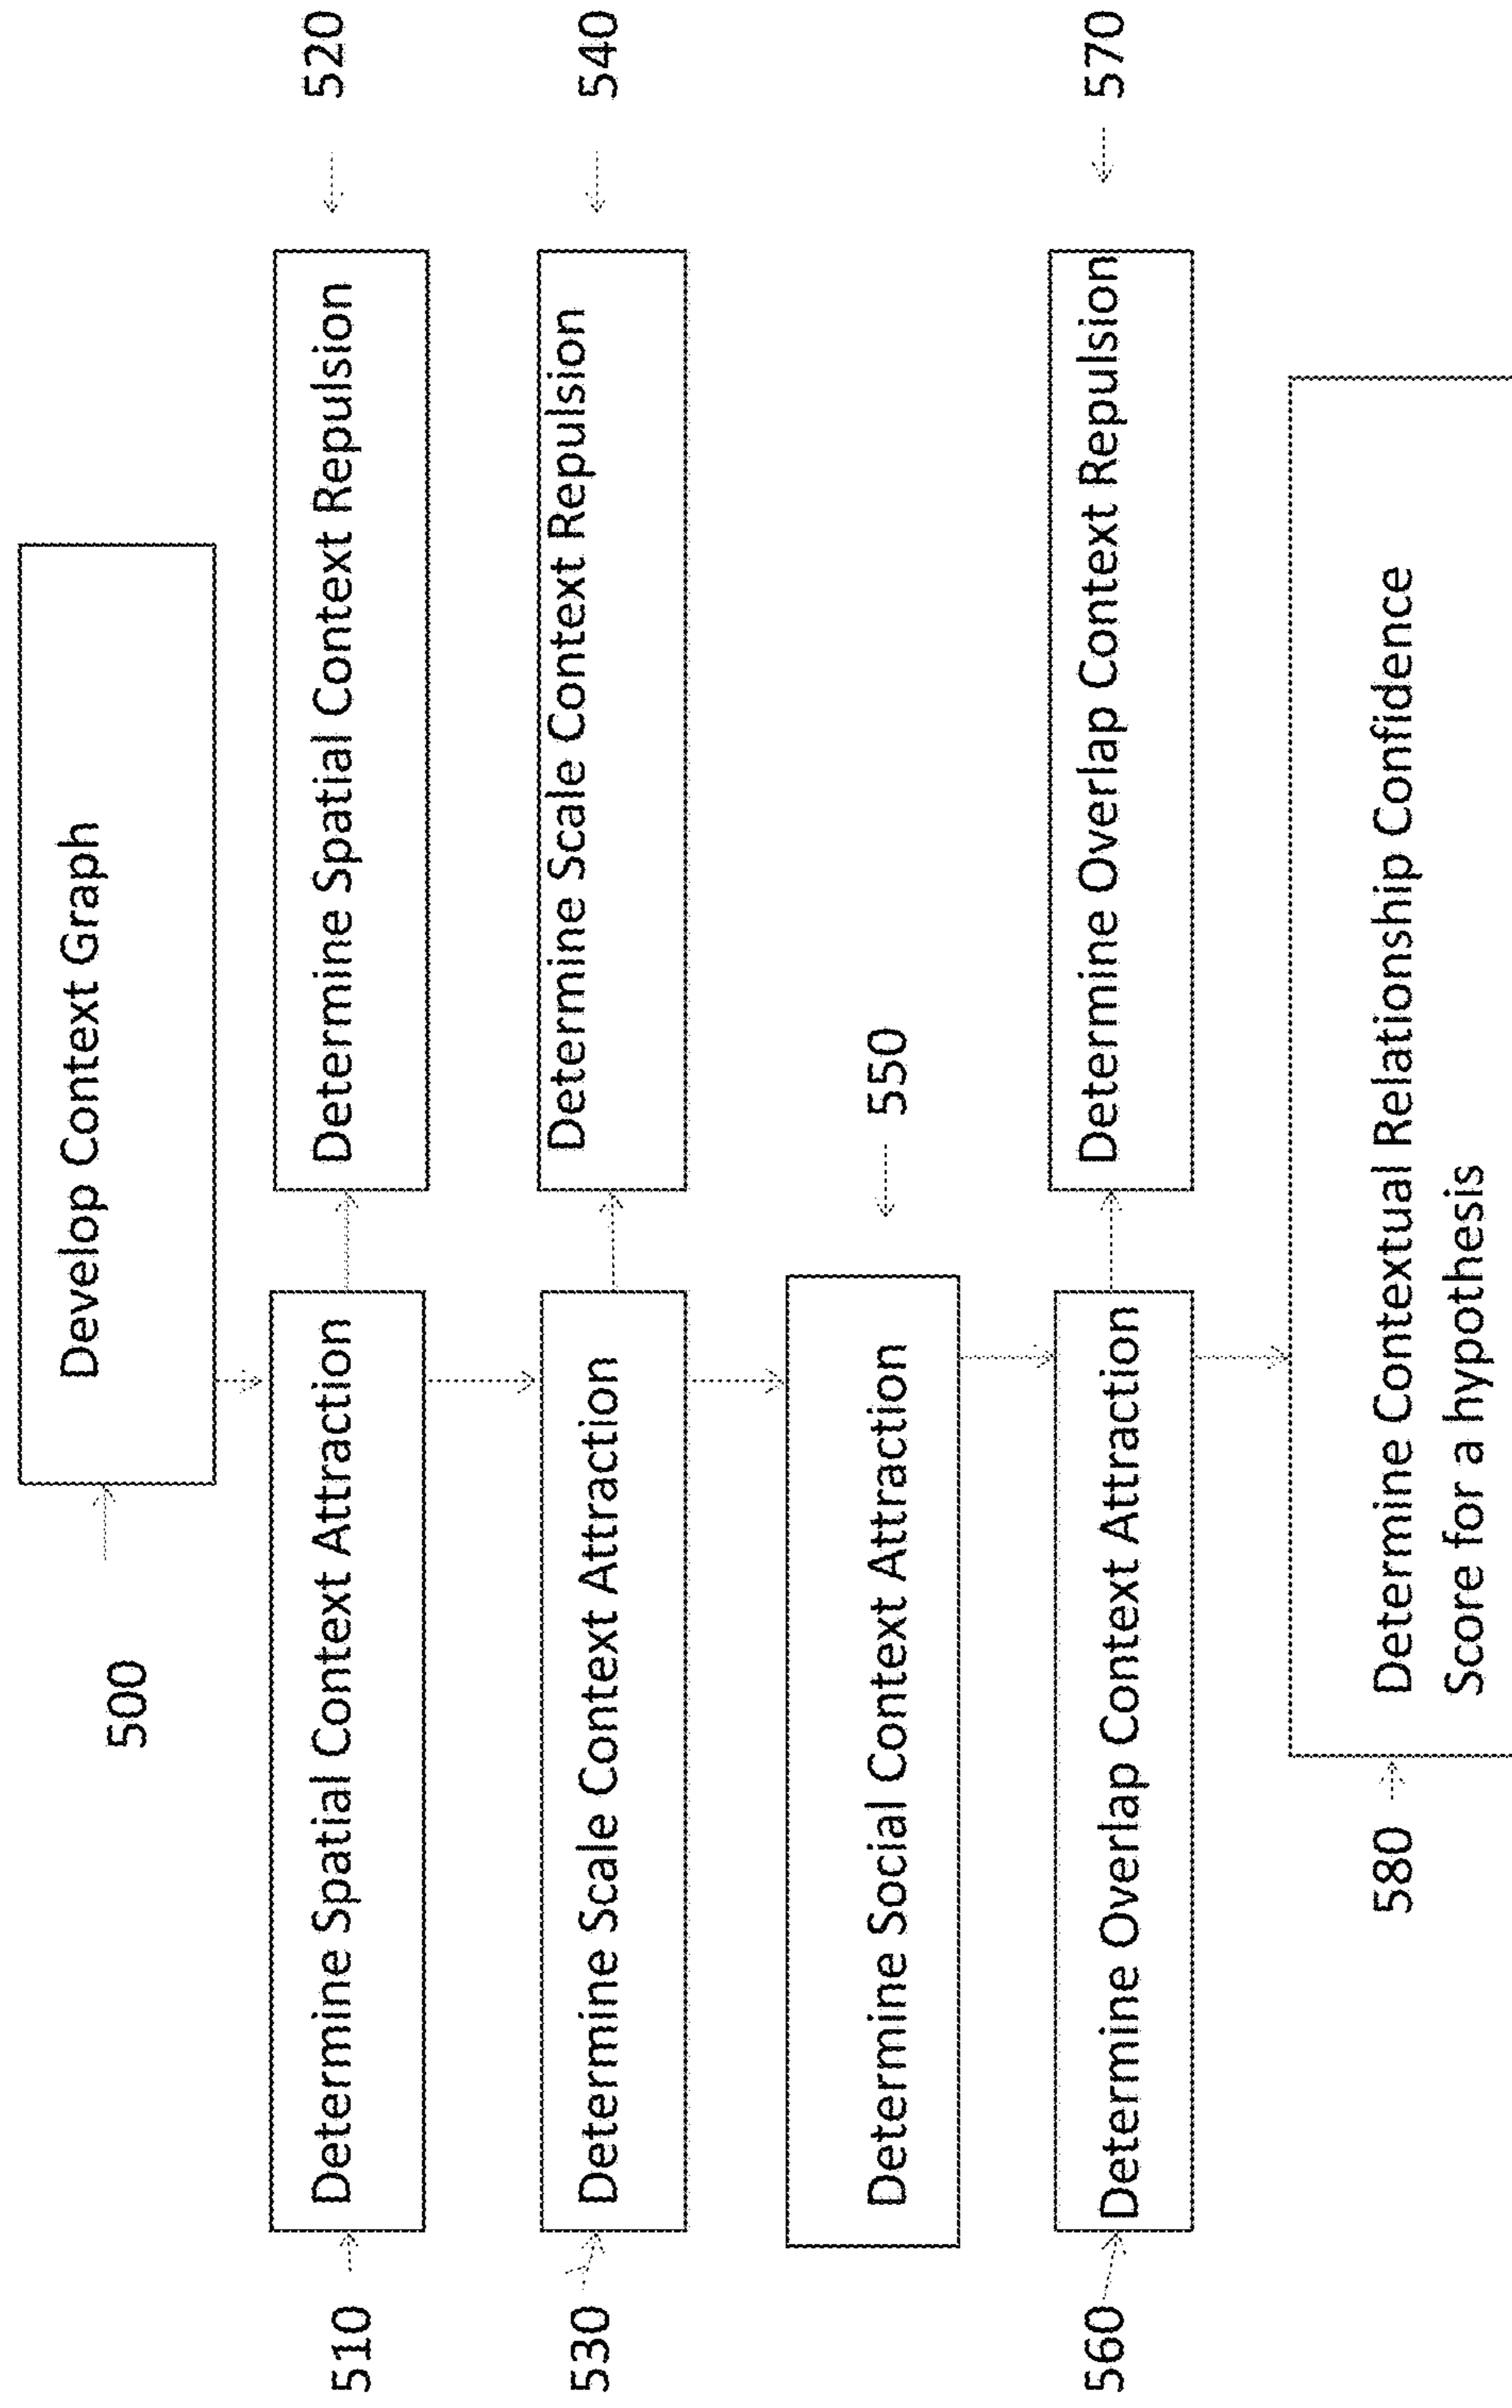 500
Develop Context Graph
510
Determine Spatial Context Attraction
Determine Spatial Context Repulsion
520
530
Determine Scale Context Attraction
Determine Scale Context Repulsion
540
Determine Social Context Attraction
550
560
Determine Overlap Context Attraction
Determine Overlap Context Repulsion
570
580
Determine Contextual Relationship Confidence
Score for a hypothesis